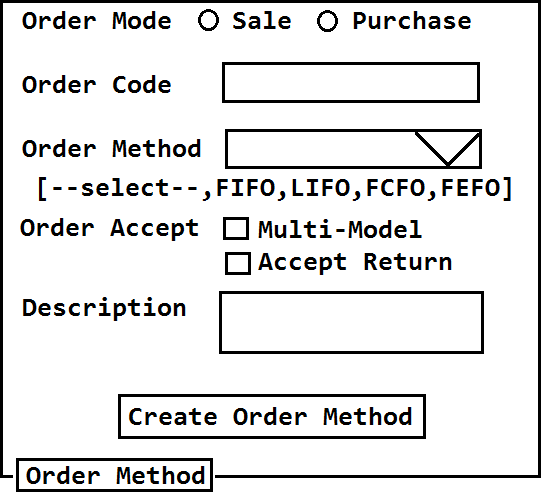 Order Mode Sale Purchase
Order Code
Order Method
[--select--,FIFO,LIFO,FCFO,FEFO]
Order Accept Multi-Model
Accept Return
Description
Create Order Method
Order Method